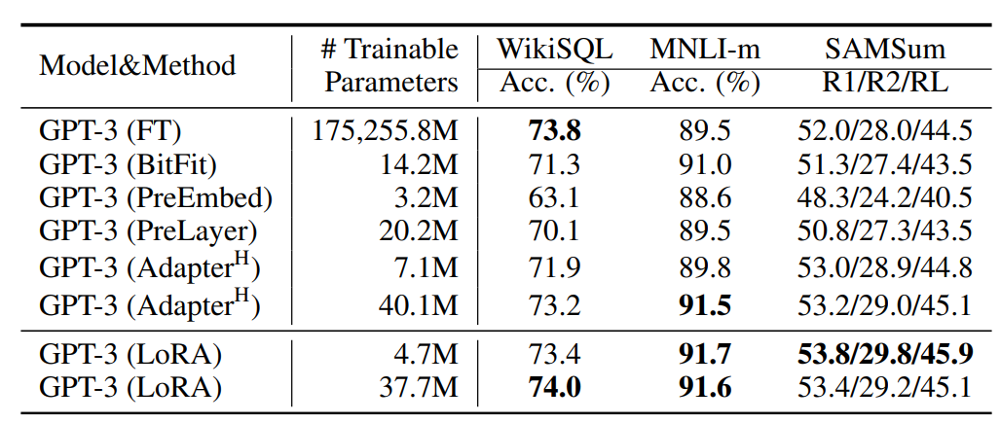 Model&Method # Trainable Parameters WikiSQL MNLI-m SAMSum
Acc. (%) Acc. (%) R1/R2/RL
GPT-3 (FT) 175,255.8M 73.8 89.5 52.0/28.0/44.5
GPT-3 (BitFit) 14.2M 71.3 91.0 51.3/27.4/43.5
GPT-3 (PreEmbed) 3.2M 63.1 88.6 48.3/24.2/40.5
GPT-3 (PreLayer) 20.2M 70.1 89.5 50.8/27.3/43.5
GPT-3 (Adapterᴴ) 7.1M 71.9 89.8 53.0/28.9/44.8
GPT-3 (Adapterᴴ) 40.1M 73.2 91.5 53.2/29.0/45.1
GPT-3 (LoRA) 4.7M 73.4 91.7 53.8/29.8/45.9
GPT-3 (LoRA) 37.7M 74.0 91.6 53.4/29.2/45.1